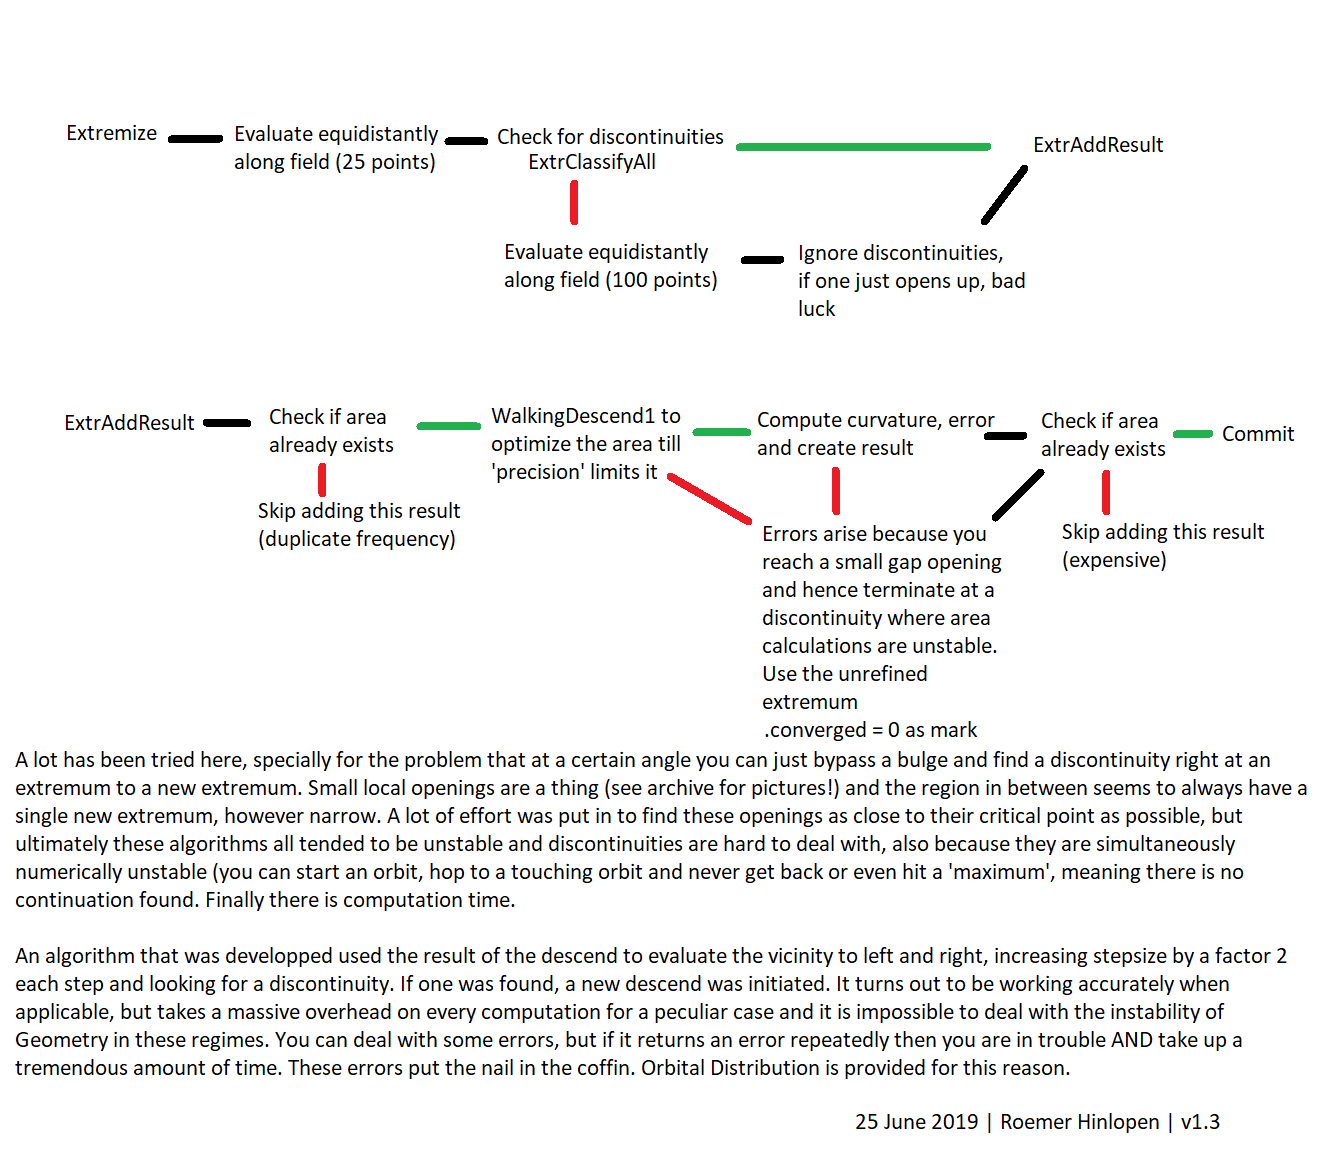 Extremize
Evaluate equidistantly
along field (25 points)
Check for discontinuities
ExtrClassifyAll
ExtrAddResult
Evaluate equidistantly
along field (100 points)
Ignore discontinuities,
if one just opens up, bad
luck
ExtrAddResult
Check if area
already exists
WalkingDescend1 to
optimize the area till
'precision' limits it
Compute curvature, error
and create result
Check if area
already exists
Commit
Skip adding this result
(duplicate frequency)
Errors arise because you
reach a small gap opening
and hence terminate at a
discontinuity where area
calculations are unstable.
Use the unrefined
extremum
.converged = 0 as mark
Skip adding this result
(expensive)
A lot has been tried here, specially for the problem that at a certain angle you can just bypass a bulge and find a discontinuity right at an
extremum to a new extremum. Small local openings are a thing (see archive for pictures!) and the region in between seems to always have a
single new extremum, however narrow. A lot of effort was put in to find these openings as close to their critical point as possible, but
ultimately these algorithms all tended to be unstable and discontinuities are hard to deal with, also because they are simultaneously
numerically unstable (you can start an orbit, hop to a touching orbit and never get back or even hit a 'maximum', meaning there is no
continuation found. Finally there is computation time.
An algorithm that was developped used the result of the descend to evaluate the vicinity to left and right, increasing stepsize by a factor 2
each step and looking for a discontinuity. If one was found, a new descend was initiated. It turns out to be working accurately when
applicable, but takes a massive overhead on every computation for a peculiar case and it is impossible to deal with the instability of
Geometry in these regimes. You can deal with some errors, but if it returns an error repeatedly then you are in trouble AND take up a
tremendous amount of time. These errors put the nail in the coffin. Orbital Distribution is provided for this reason.
25 June 2019 | Roemer Hinlopen | v1.3